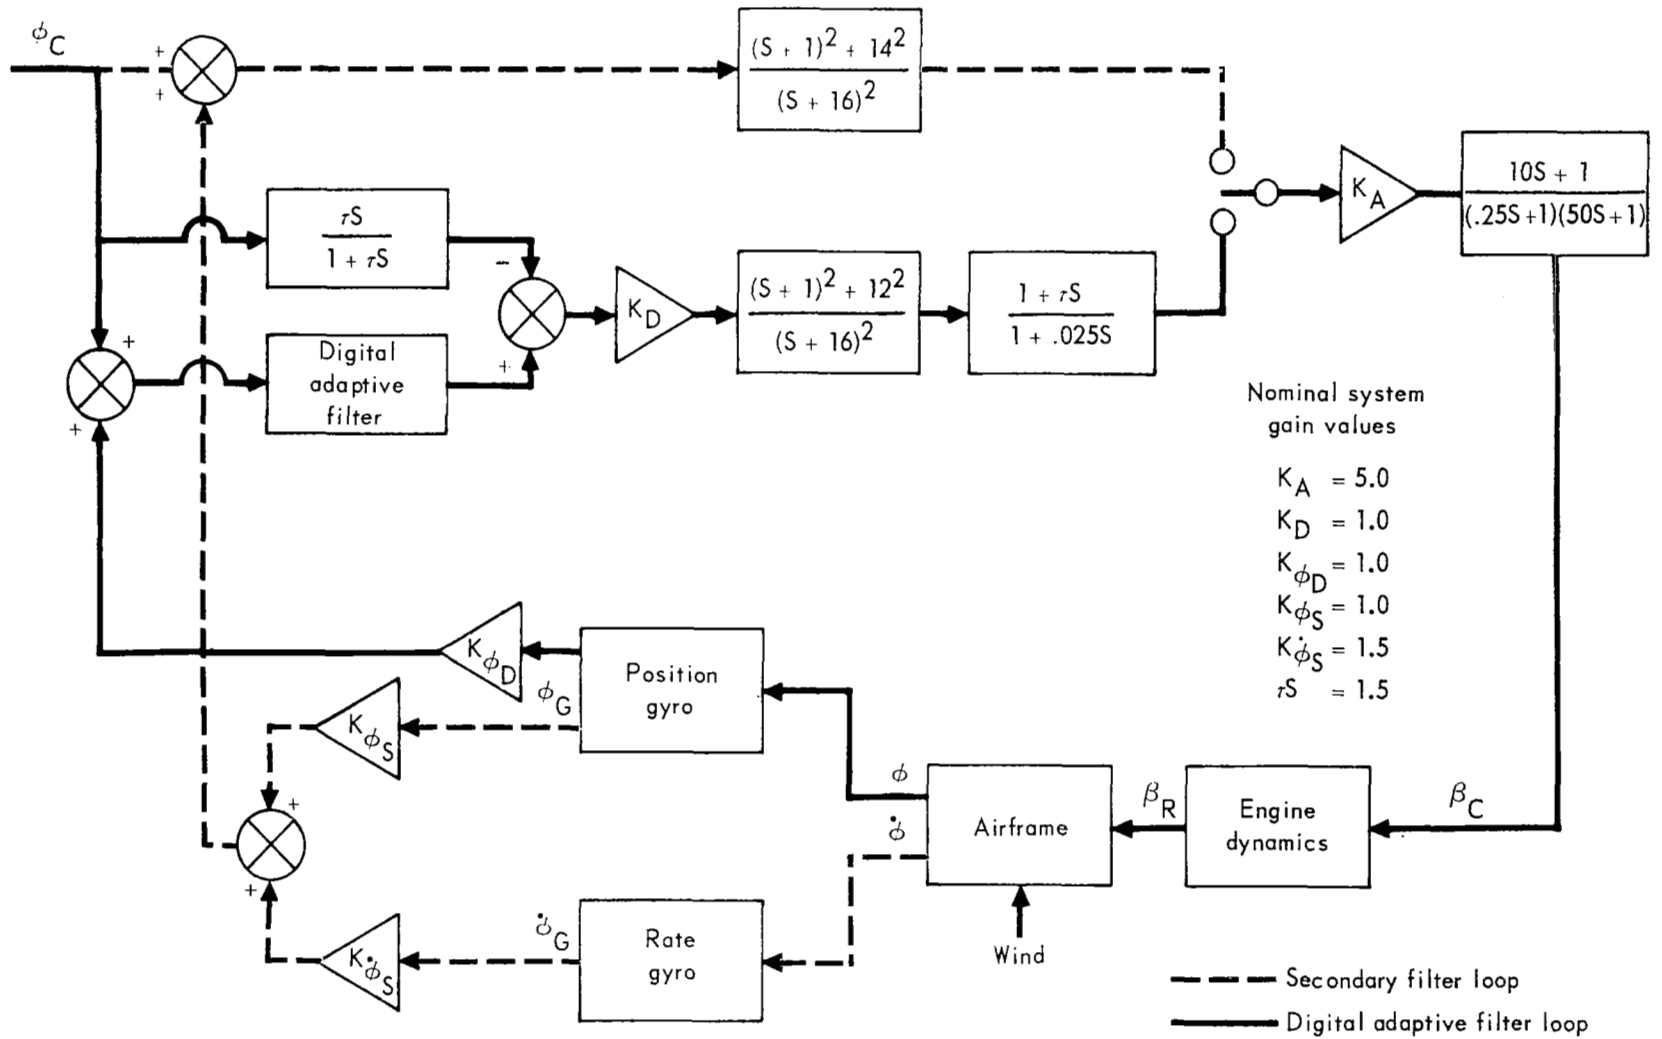 ϕC
+
+
(S + 1)² + 14²
(S + 16)²
τS
1 + τS
−
+
Digital
adaptive
filter
+
+
KD
(S + 1)² + 12²
(S + 16)²
1 + τS
1 + .025S
KA
10S + 1
(.25S+1)(50S+1)
Nominal system
gain values
KA = 5.0
KD = 1.0
KϕD = 1.0
KϕS = 1.0
Kϕ̇S = 1.5
τS = 1.5
KϕD
ϕG
Position
gyro
KϕS
+
+
ϕ
ϕ̇
Airframe
βR
Engine
dynamics
βC
Kϕ̇S
ϕ̇G
Rate
gyro
Wind
Secondary filter loop
Digital adaptive filter loop